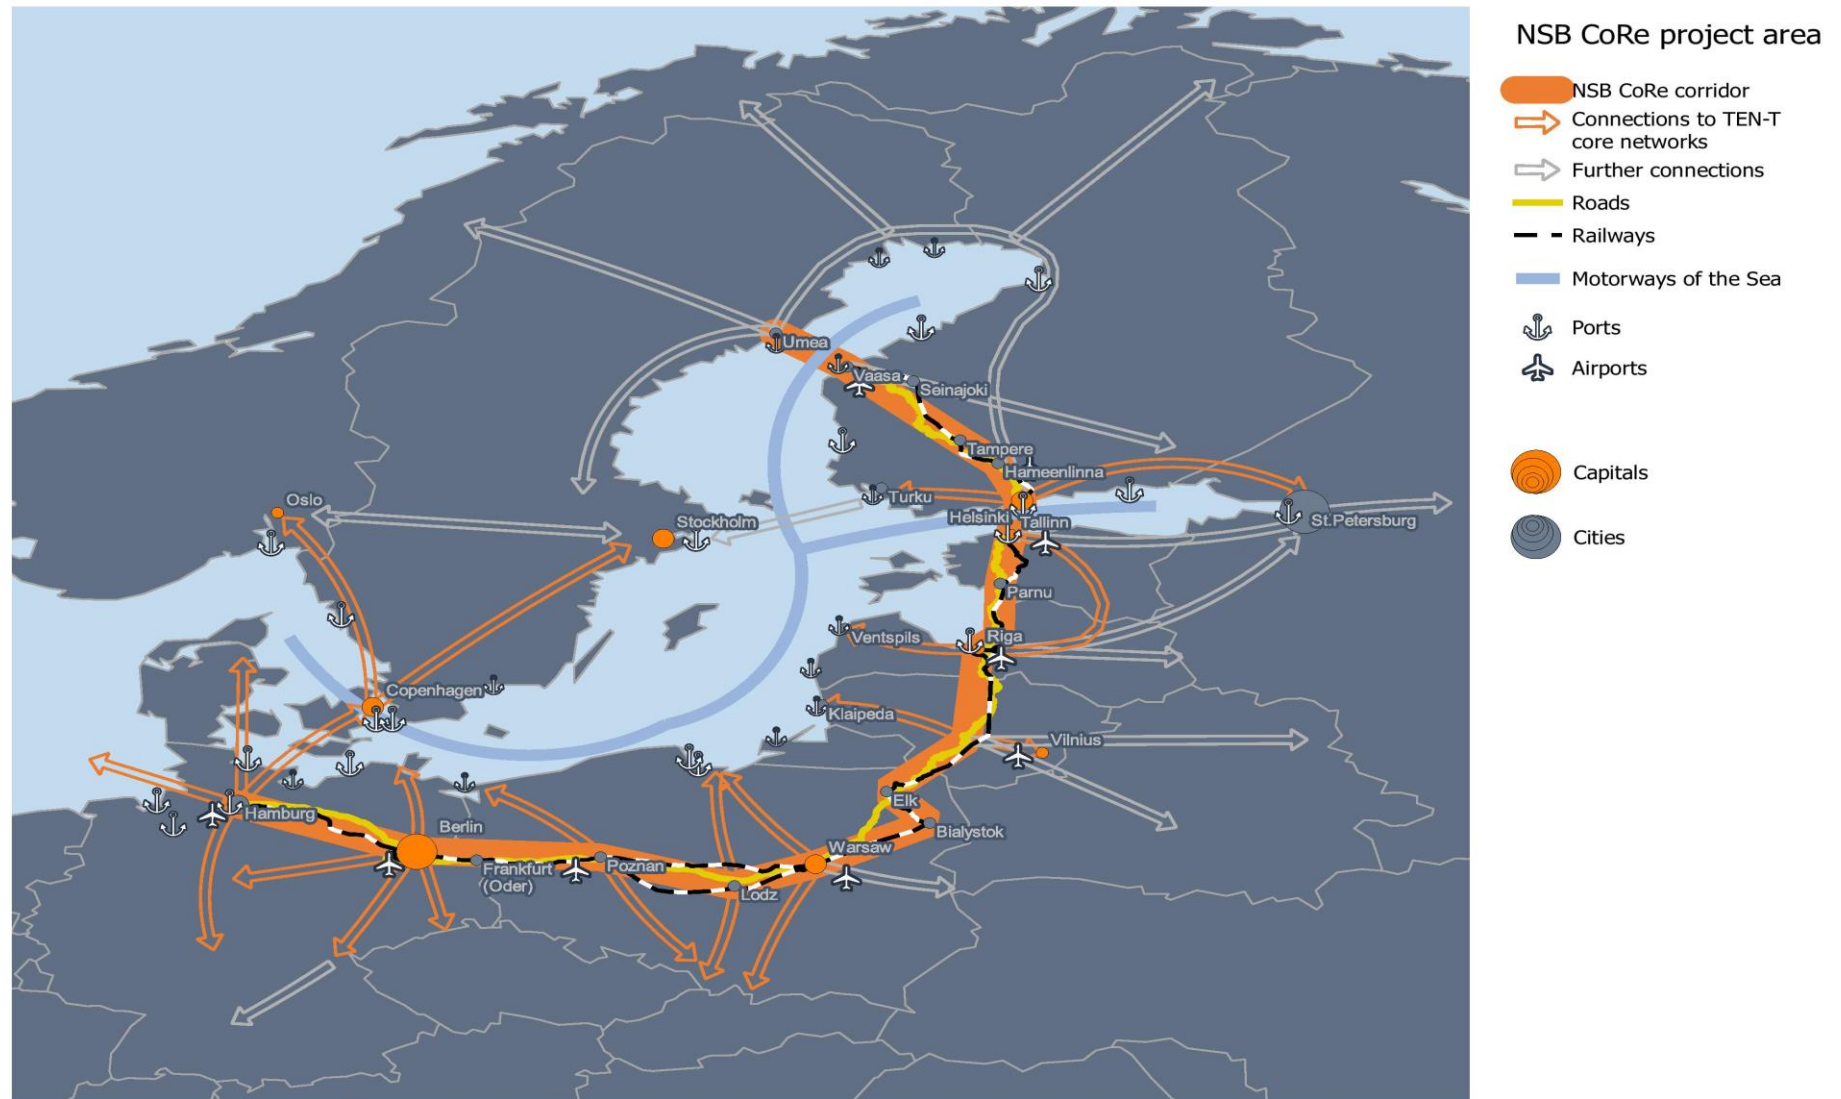 NSB CoRe project area
NSB CoRe corridor
Connections to TEN-T
core networks
Further connections
Roads
Railways
Motorways of the Sea
Ports
Airports
Capitals
Cities
Umea
Vaasa
Seinajoki
Tampere
Hameenlinna
Turku
Oslo
Stockholm
Helsinki
Tallinn
St.Petersburg
Parnu
Ventspils
Riga
Copenhagen
Klaipeda
Vilnius
Elk
Hamburg
Berlin
Bialystok
Warsaw
Frankfurt
(Oder)
Poznan
Lodz